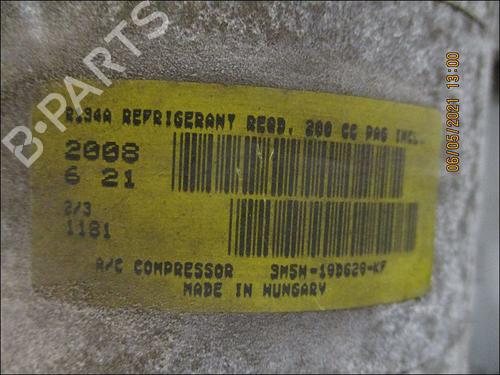 B-PARTS
06/05/2021 13:00
R134A REFRIGERANT REQD. 200 CC PAG INCL.
2008
6 21
2/3
1181
A/C COMPRESSOR 3M5H-19D629-KF
MADE IN HUNGARY